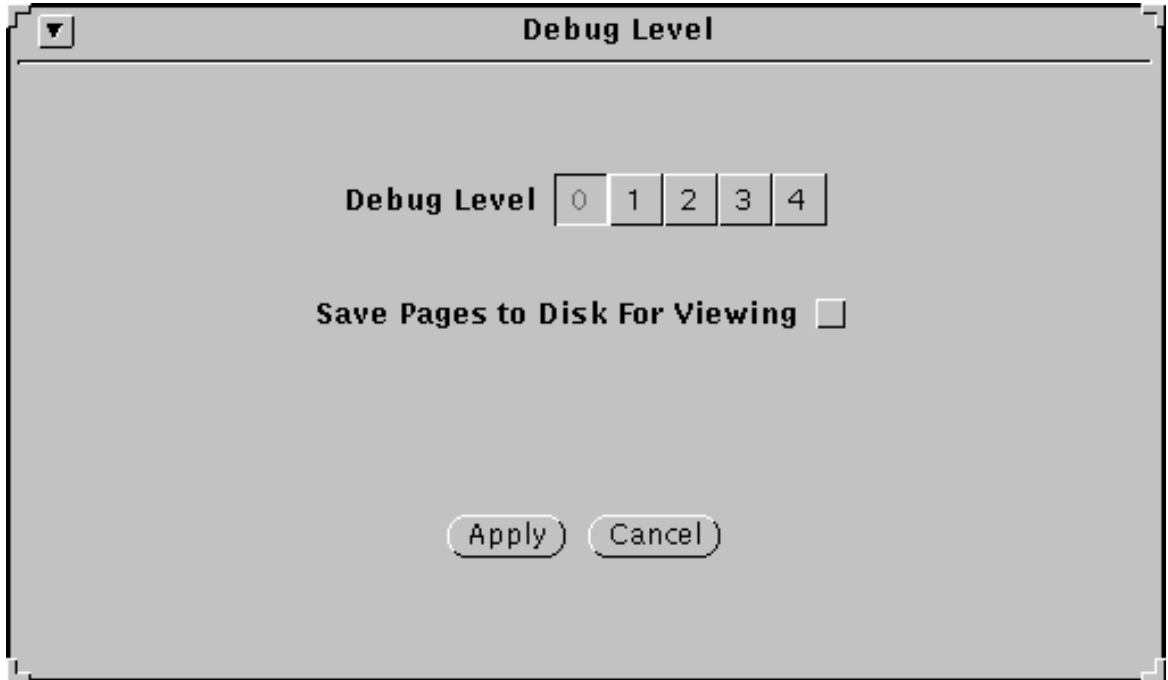 Debug Level
Debug Level 0 1 2 3 4
Save Pages to Disk For Viewing
Apply Cancel